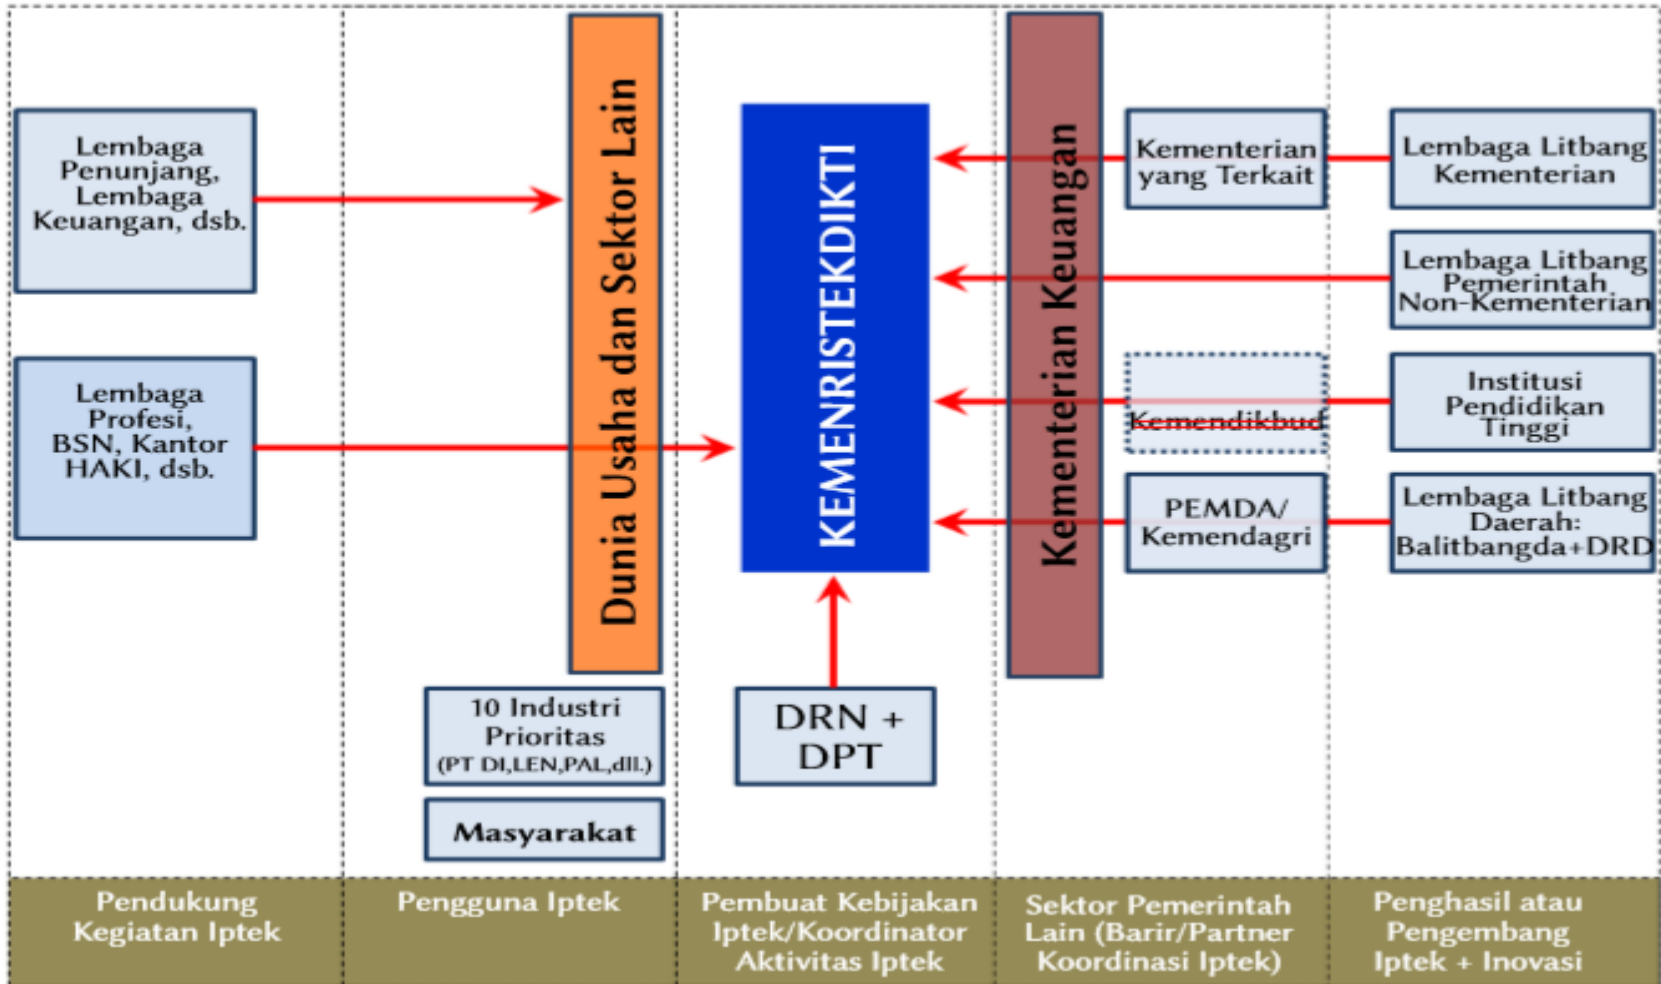 Lembaga
Penunjang,
Lembaga
Keuangan, dsb.
Lembaga
Profesi,
BSN, Kantor
HAKI, dsb.
Dunia Usaha dan Sektor Lain
10 Industri
Prioritas
(PT DI,LEN,PAL,dll.)
Masyarakat
KEMENRISTEKDIKTI
DRN +
DPT
Kementerian Keuangan
Kementerian
yang Terkait
Kemendikbud
PEMDA/
Kemendagri
Lembaga Litbang
Kementerian
Lembaga Litbang
Pemerintah
Non-Kementerian
Institusi
Pendidikan
Tinggi
Lembaga Litbang
Daerah:
Balitbangda+DRD
Pendukung
Kegiatan Iptek
Pengguna Iptek
Pembuat Kebijakan
Iptek/Koordinator
Aktivitas Iptek
Sektor Pemerintah
Lain (Barir/Partner
Koordinasi Iptek)
Penghasil atau
Pengembang
Iptek + Inovasi